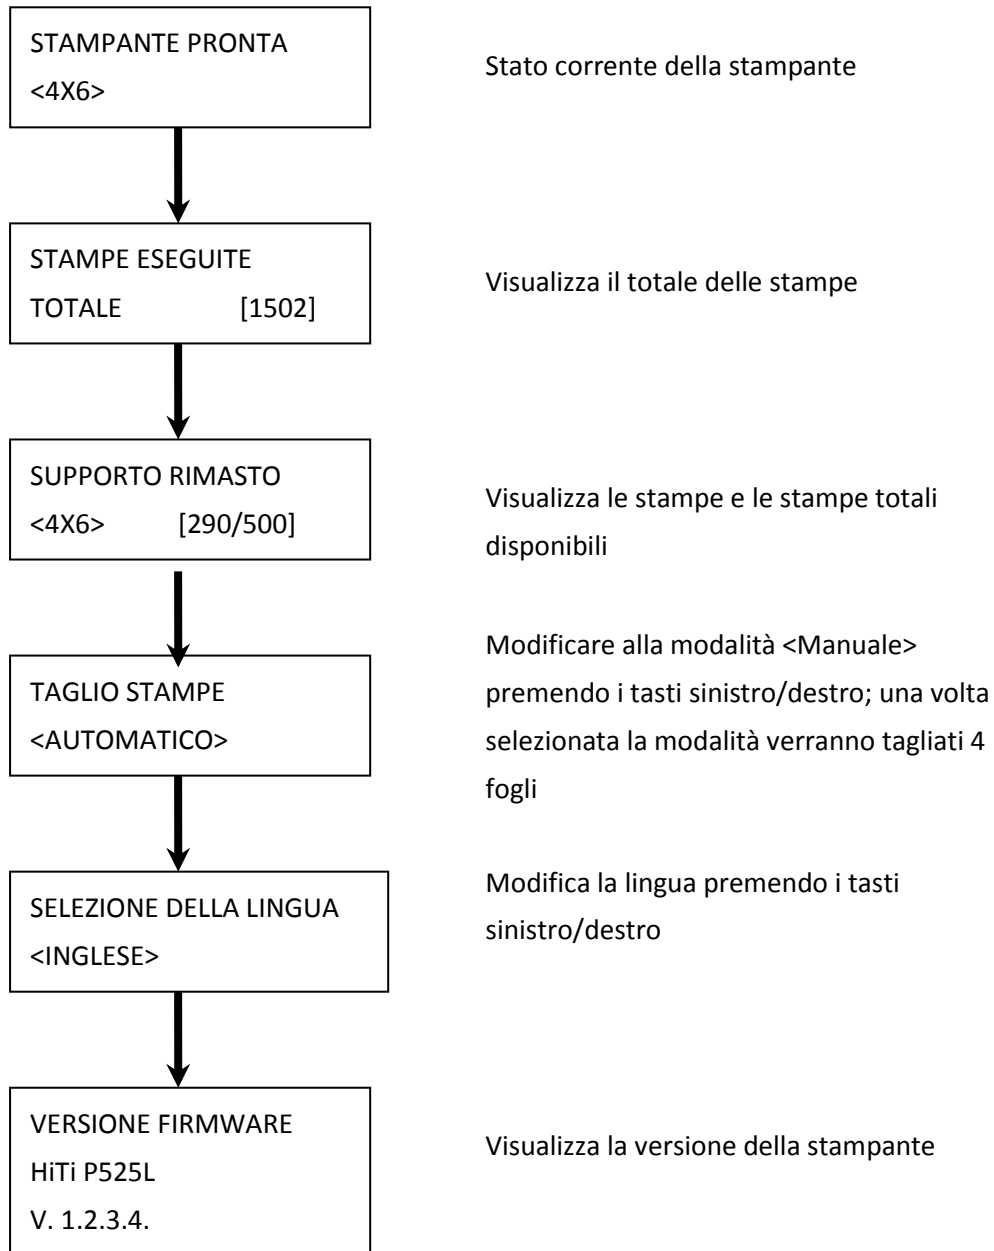 STAMPANTE PRONTA
<4X6>
Stato corrente della stampante
STAMPE ESEGUITE
TOTALE [1502]
Visualizza il totale delle stampe
SUPPORTO RIMASTO
<4X6> [290/500]
Visualizza le stampe e le stampe totali
disponibili
TAGLIO STAMPE
<AUTOMATICO>
Modificare alla modalità <Manuale>
premendo i tasti sinistro/destro; una volta
selezionata la modalità verranno tagliati 4
fogli
SELEZIONE DELLA LINGUA
<INGLESE>
Modifica la lingua premendo i tasti
sinistro/destro
VERSIONE FIRMWARE
HiTi P525L
V. 1.2.3.4.
Visualizza la versione della stampante